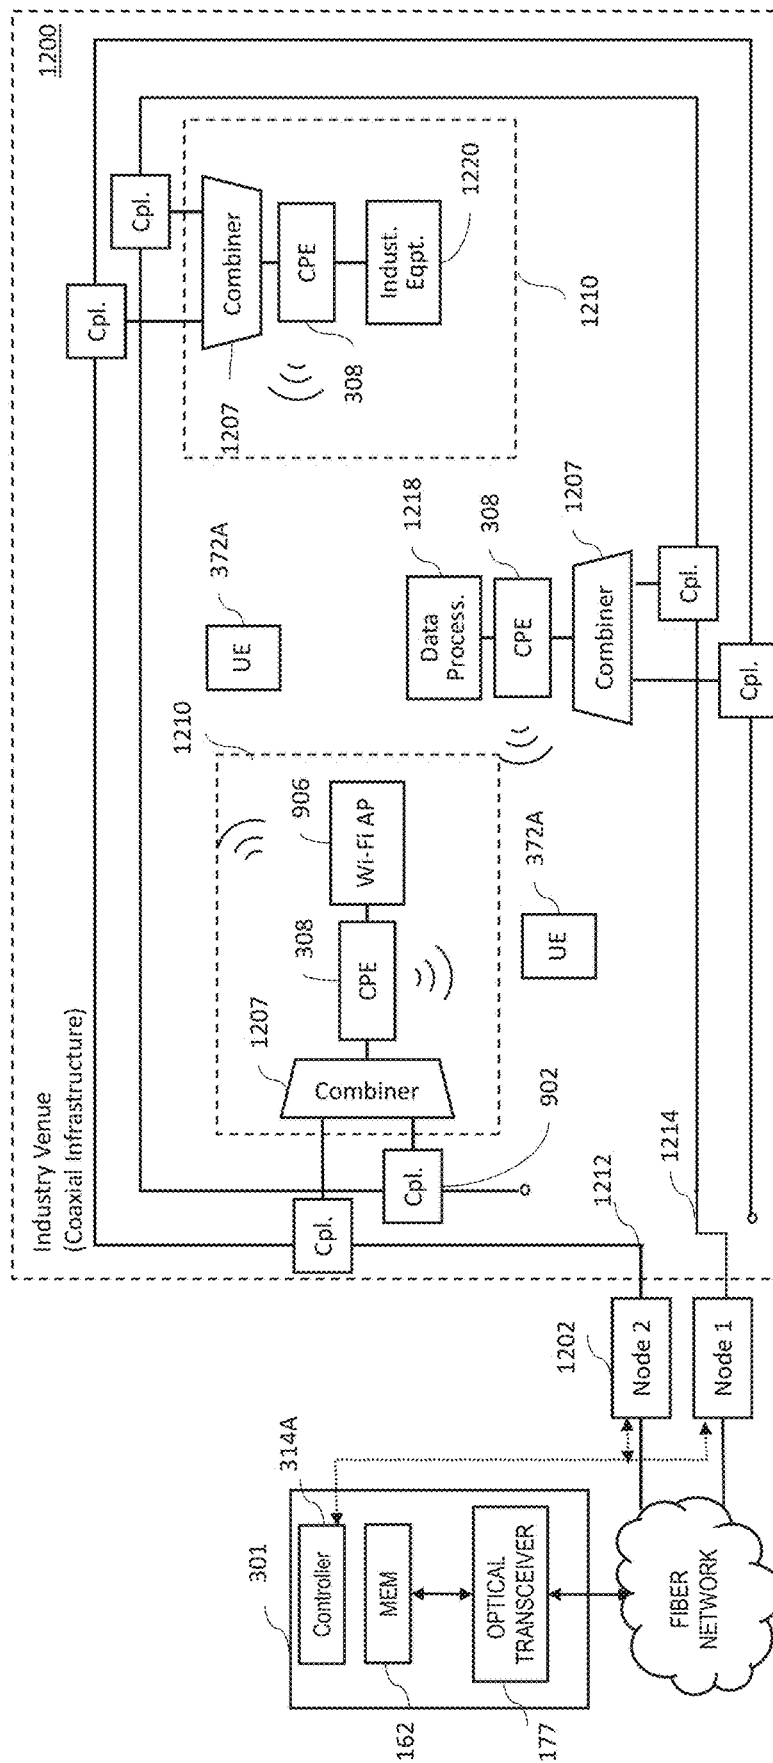 1200
Industry Venue
(Coaxial Infrastructure)
301
314A
Controller
MEM
162
OPTICAL
TRANSCEIVER
177
FIBER
NETWORK
1202
Node 2
Node 1
1212
1214
Cpl.
Cpl.
902
1207
Combiner
308
CPE
906
Wi-Fi AP
1210
372A
UE
372A
UE
1218
Data
Process.
308
CPE
1207
Combiner
Cpl.
Cpl.
Cpl.
Cpl.
Combiner
1207
CPE
308
Indust.
Eqpt.
1220
1210